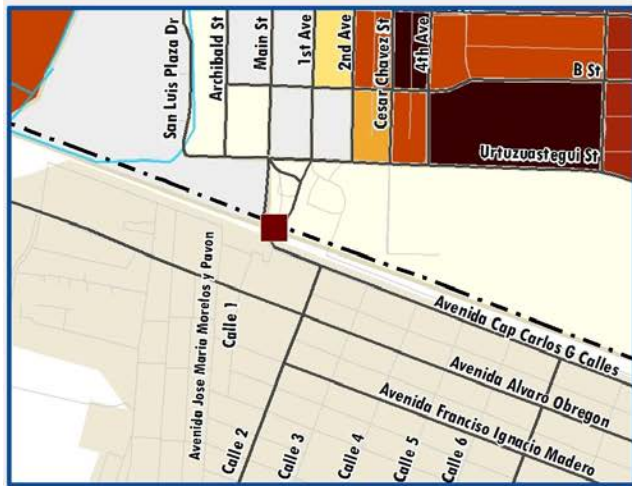 San Luis Plaza Dr
Archibald St
Main St
1st Ave
2nd Ave
Cesar Chavez St
4th Ave
B St
Urtuzuastegui St
Avenida Cap Carlos G Calles
Avenida Alvaro Obregon
Avenida Franciso Ignacio Madero
Avenida Jose Maria Morelos y Pavon
Calle 1
Calle 2
Calle 3
Calle 4
Calle 5
Calle 6